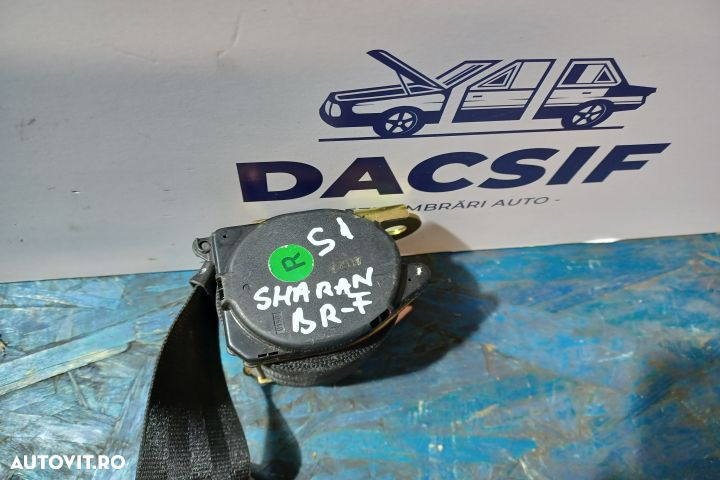 DACSIF
MBRĂRI AUTO -
R
S1
SHARAN
BR-F
AUTOVIT.RO